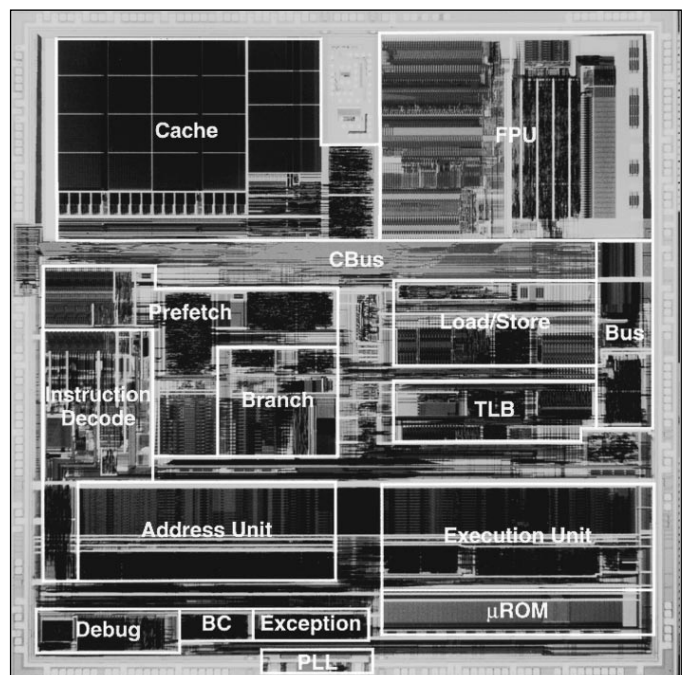 Cache
FPU
CBus
Prefetch
Load/Store
Bus
Instruction
Decode
Branch
TLB
Address Unit
Execution Unit
μROM
Debug
BC
Exception
PLL